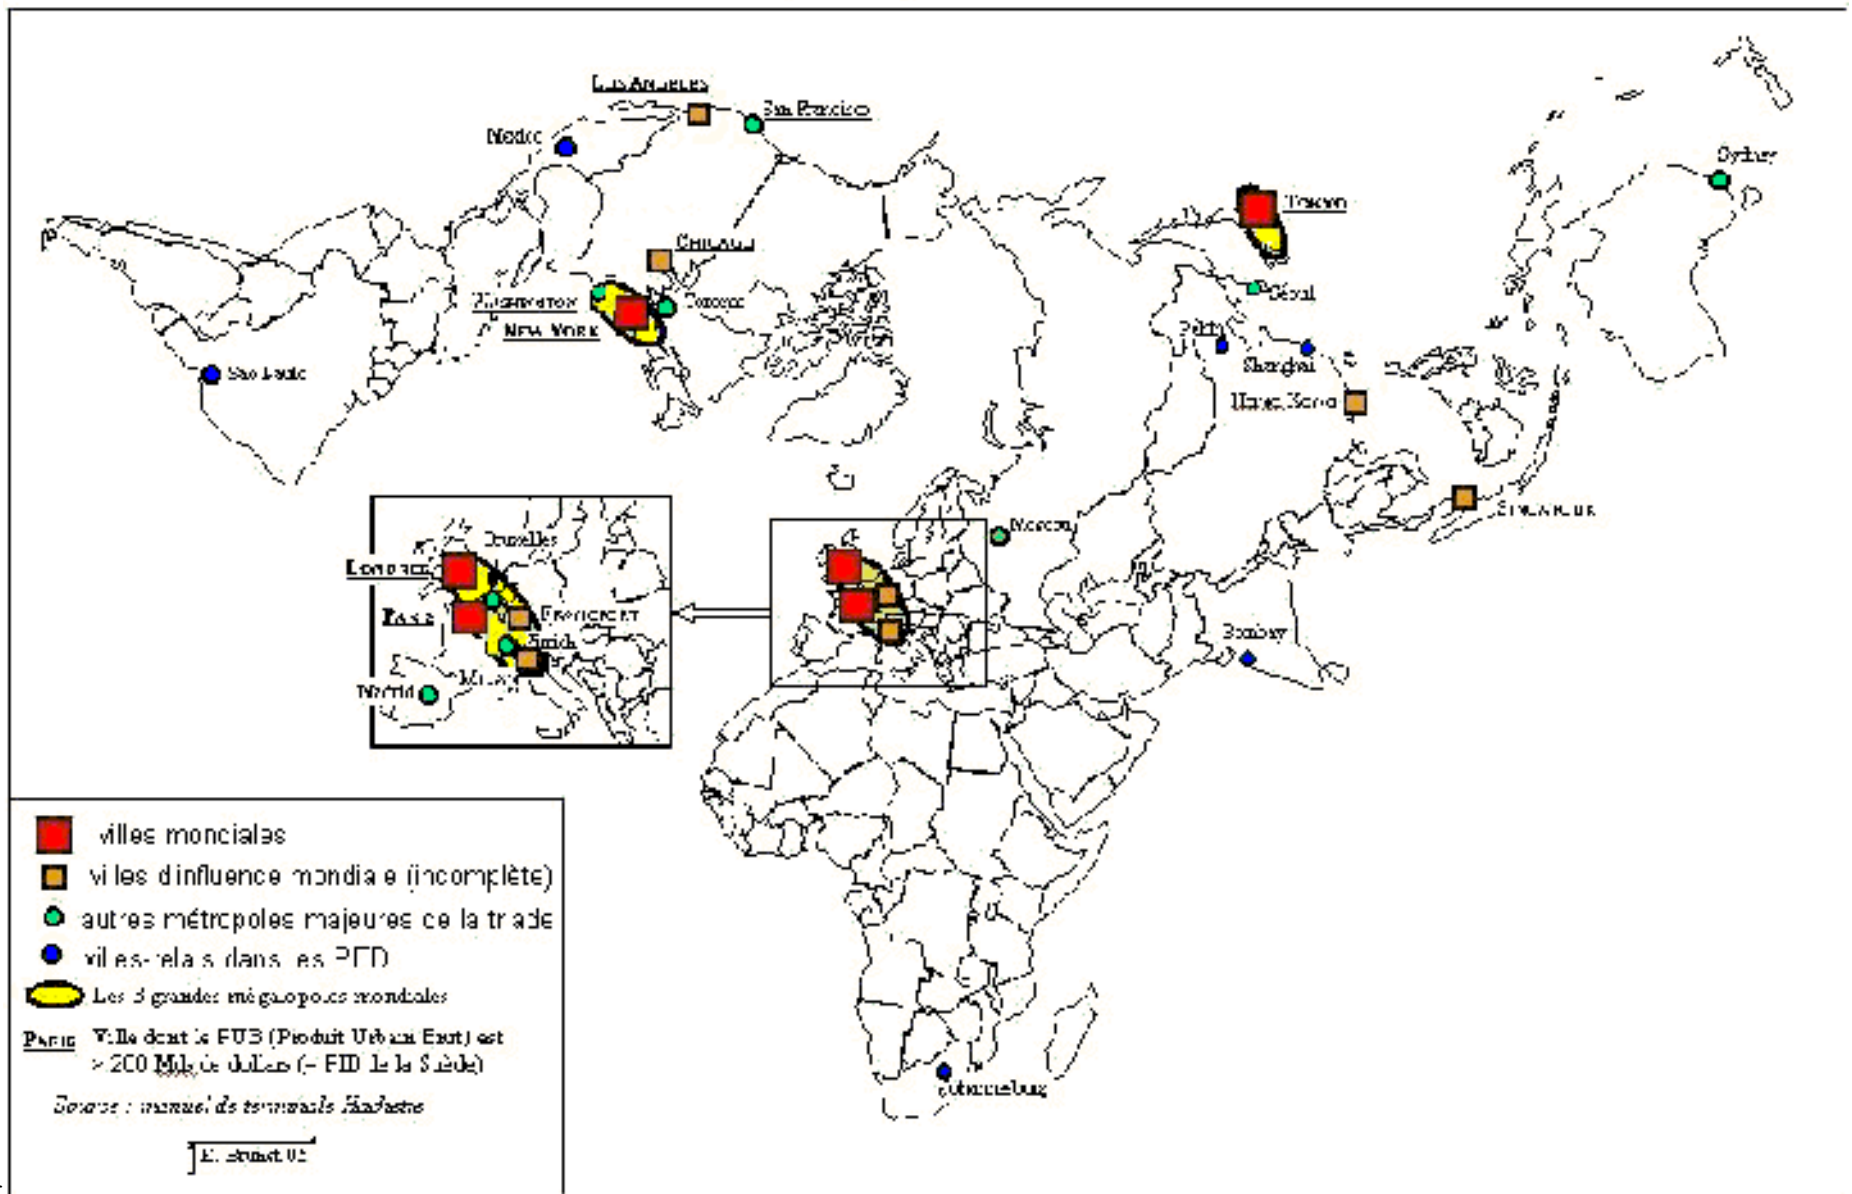 LOS ANGELES
San Francisco
Mexico
Sydney
CHICAGO
WASHINGTON
Toronto
NEW YORK
Séoul
Pékin
Shanghai
Sao Paulo
HONG KONG
SINGAPOUR
Moscou
Bruxelles
LONDRES
PARIS
FRANCFORT
Zurich
Madrid
Bombay
Johannesburg
villes mondiales
villes d'influence mondiale (incomplète)
autres métropoles majeures de la triade
villes-relais dans les PED
Les 3 grandes mégalopoles mondiales
PARIS Ville dont le PUB (Produit Urbain Brut) est
> 200 Mds de dollars (= PIB de la Suède)
Source : manuel de terminale Hachette
E. Brunet